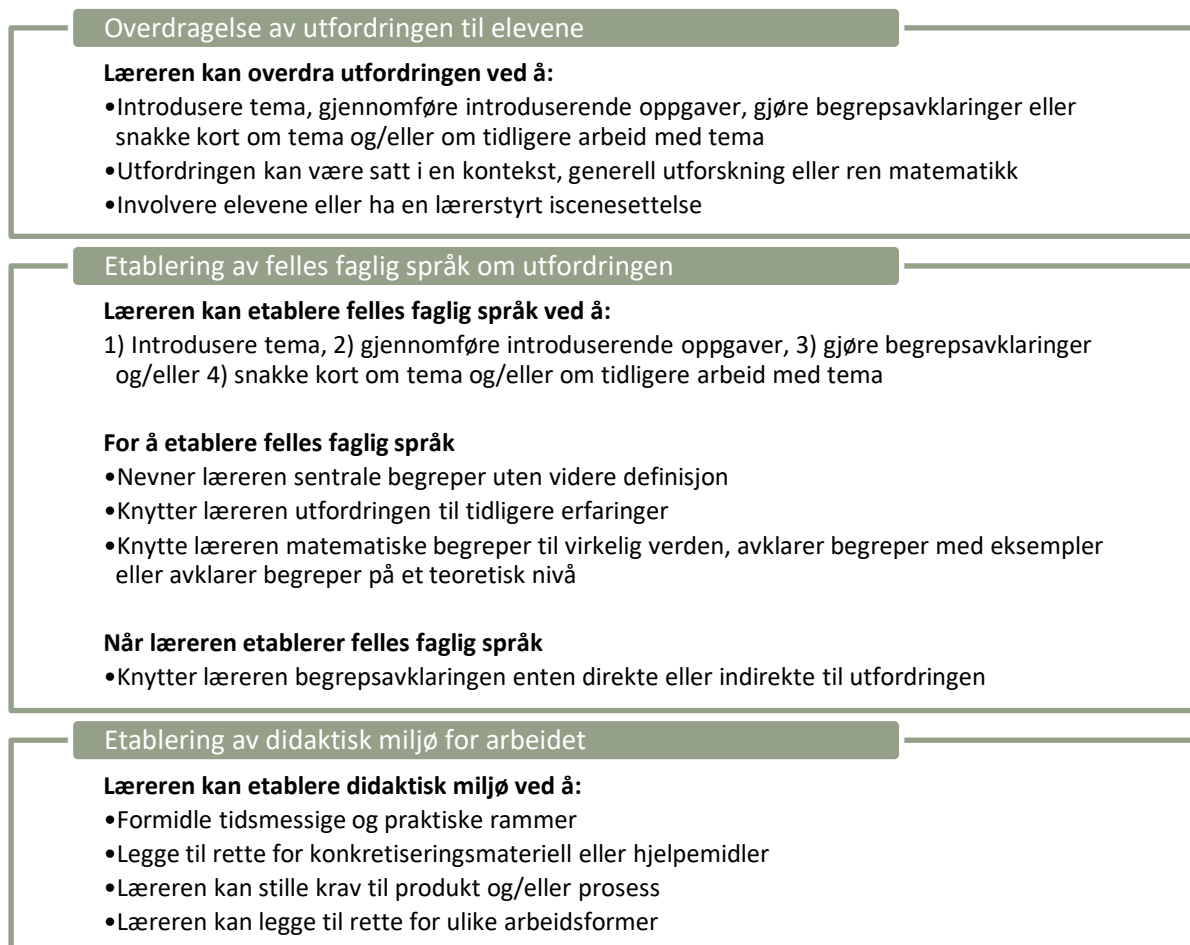 Overdragelse av utfordringen til elevene
Læreren kan overdra utfordringen ved å:
•Introdusere tema, gjennomføre introduserende oppgaver, gjøre begrepsavklaringer eller
snakke kort om tema og/eller om tidligere arbeid med tema
•Utfordringen kan være satt i en kontekst, generell utforskning eller ren matematikk
•Involvere elevene eller ha en lærerstyrt iscenesettelse
Etablering av felles faglig språk om utfordringen
Læreren kan etablere felles faglig språk ved å:
1) Introdusere tema, 2) gjennomføre introduserende oppgaver, 3) gjøre begrepsavklaringer
og/eller 4) snakke kort om tema og/eller om tidligere arbeid med tema
For å etablere felles faglig språk
•Nevner læreren sentrale begreper uten videre definisjon
•Knytter læreren utfordringen til tidligere erfaringer
•Knytte læreren matematiske begreper til virkelig verden, avklarer begreper med eksempler
eller avklarer begreper på et teoretisk nivå
Når læreren etablerer felles faglig språk
•Knytter læreren begrepsavklaringen enten direkte eller indirekte til utfordringen
Etablering av didaktisk miljø for arbeidet
Læreren kan etablere didaktisk miljø ved å:
•Formidle tidsmessige og praktiske rammer
•Legge til rette for konkretiseringsmateriell eller hjelpemidler
•Læreren kan stille krav til produkt og/eller prosess
•Læreren kan legge til rette for ulike arbeidsformer